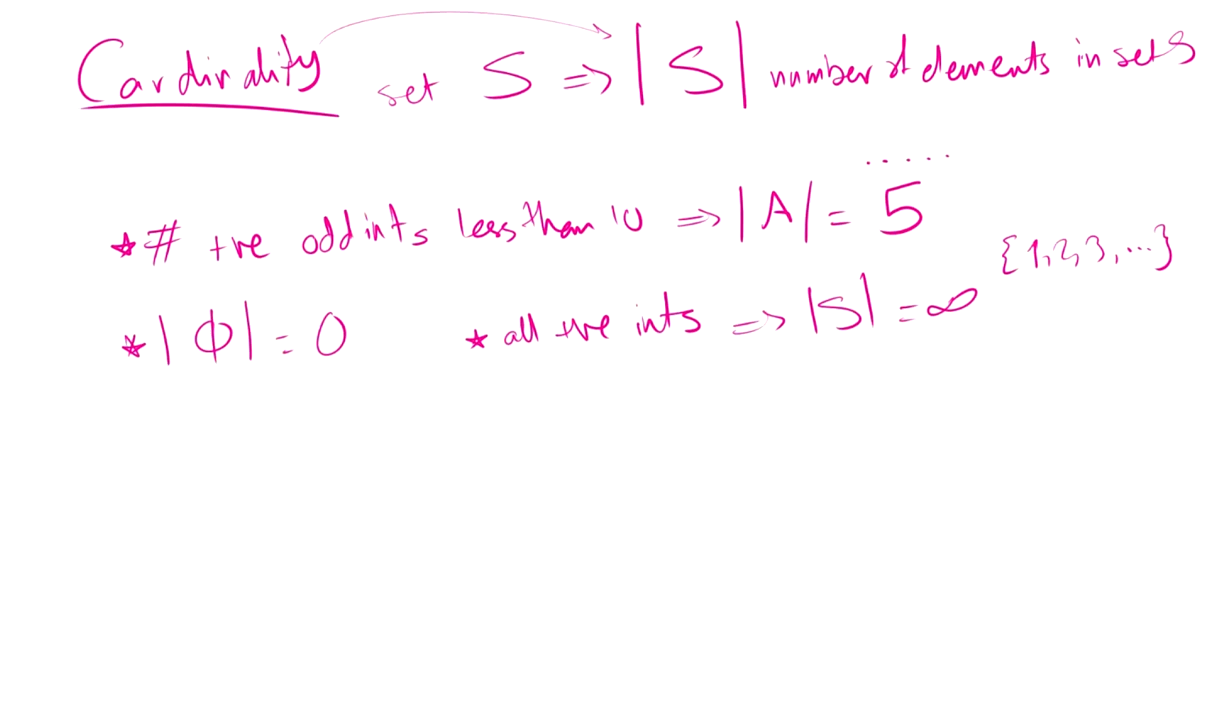 Cardinality set S => |S| number of elements in set S
* # +ve odd ints less than 10 => |A| = 5
{1, 2, 3, ...}
* |Φ| = 0 * all +ve ints => |S| = ∞